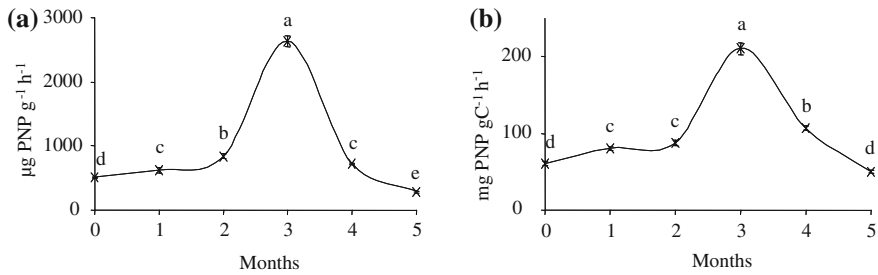 (a)
µg PNP g⁻¹ h⁻¹
3000
2000
1000
0
d
c
b
a
c
e
0 1 2 3 4 5
Months
(b)
mg PNP gC⁻¹h⁻¹
200
100
0
d
c
c
a
b
d
0 1 2 3 4 5
Months